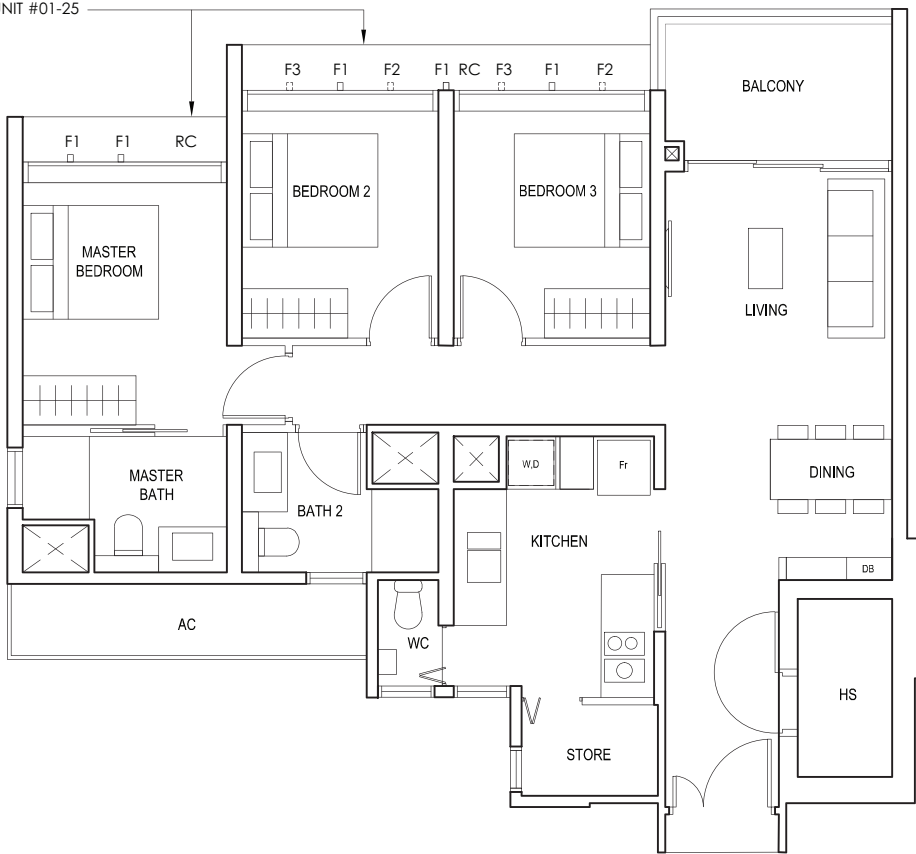 UNIT #01-25
F3 F1 F2 F1 RC F3 F1 F2
BALCONY
F1 F1 RC
BEDROOM 2
BEDROOM 3
MASTER
BEDROOM
LIVING
MASTER
BATH
BATH 2
W,D
Fr
DINING
KITCHEN
DB
AC
WC
HS
STORE